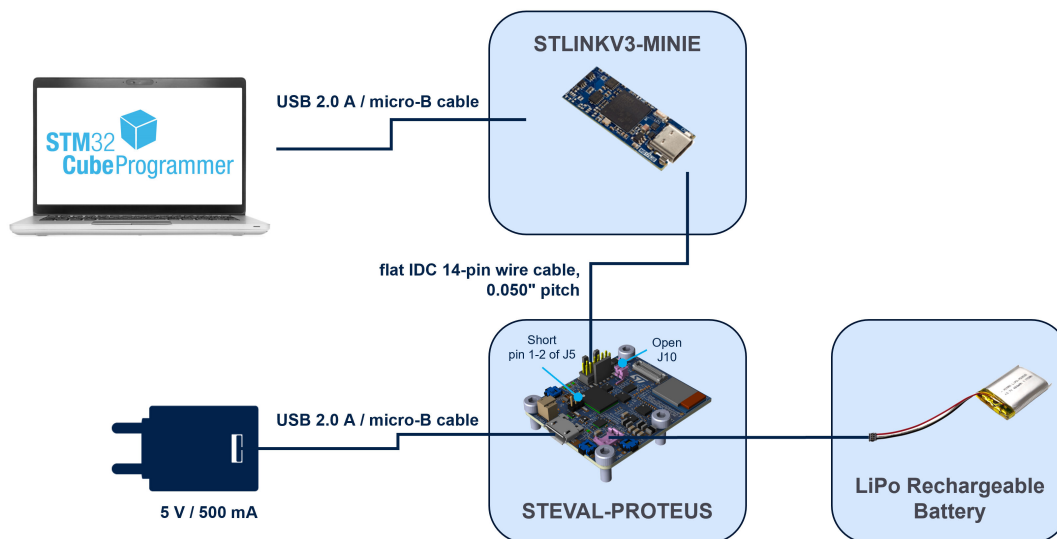 STLINKV3-MINIE
USB 2.0 A / micro-B cable
STM32
CubeProgrammer
flat IDC 14-pin wire cable,
0.050" pitch
Short
pin 1-2 of J5
Open
J10
USB 2.0 A / micro-B cable
5 V / 500 mA
STEVAL-PROTEUS
LiPo Rechargeable
Battery